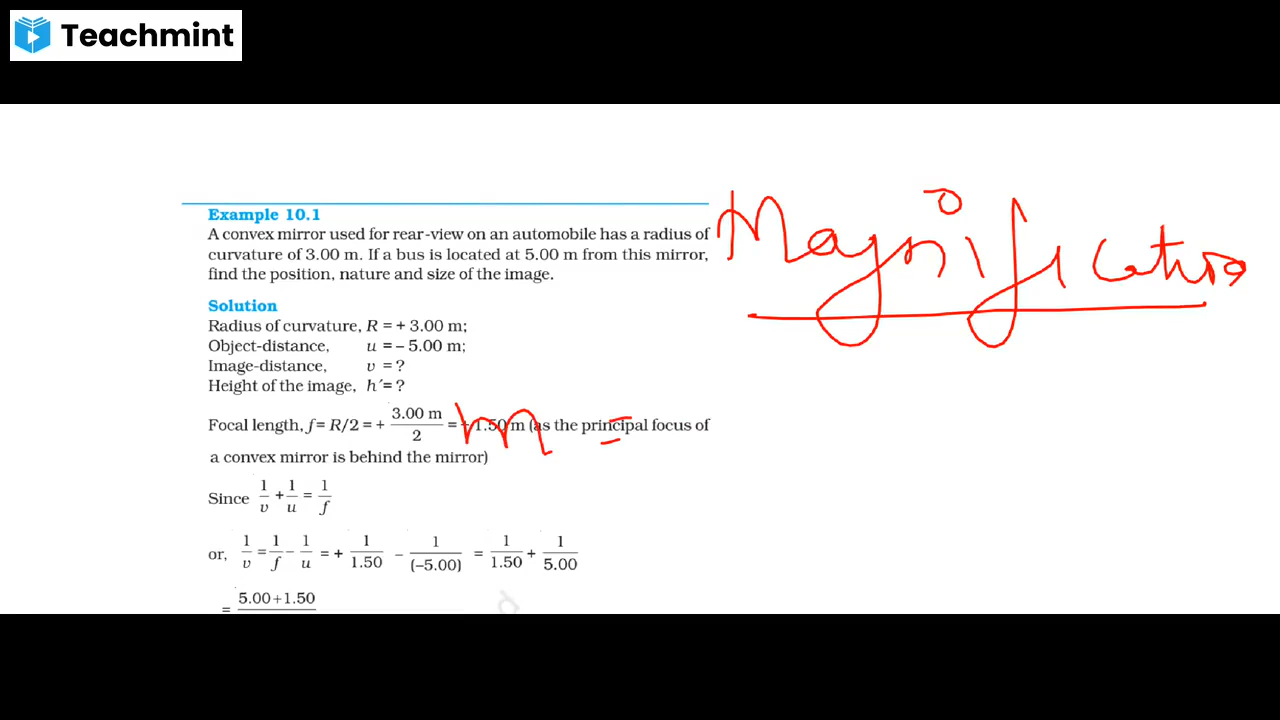 Teachmint
Example 10.1
A convex mirror used for rear-view on an automobile has a radius of
curvature of 3.00 m. If a bus is located at 5.00 m from this mirror,
find the position, nature and size of the image.
Magnification
Solution
Radius of curvature, R = + 3.00 m;
Object-distance, u = – 5.00 m;
Image-distance, v = ?
Height of the image, h′= ?
Focal length, f = R/2 = + 3.00 m / 2 = + 1.50 m (as the principal focus of
m =
a convex mirror is behind the mirror)
Since 1/v + 1/u = 1/f
or, 1/v = 1/f – 1/u = + 1/1.50 – 1/(–5.00) = 1/1.50 + 1/5.00
= 5.00 + 1.50